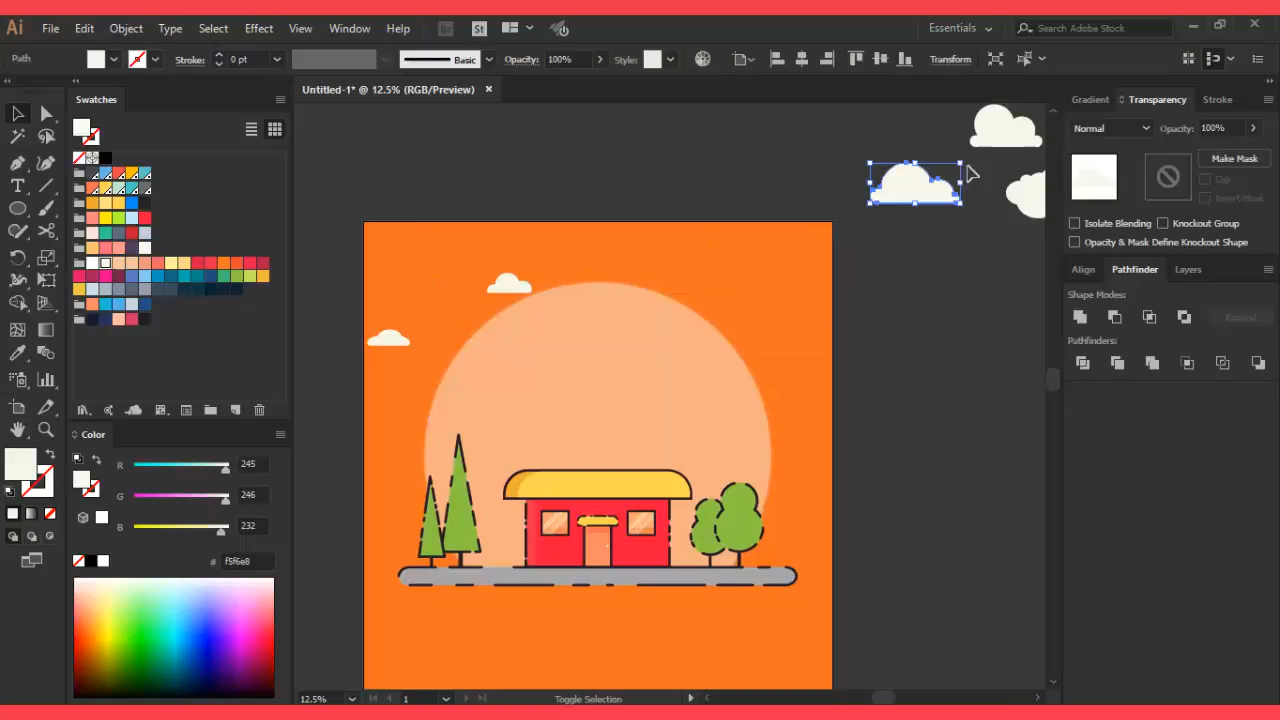 Ai File Edit Object Type Select Effect View Window Help Br St Essentials Search Adobe Stock
Path Stroke: 0 pt Basic Opacity: 100% Style: Transform
Swatches
Untitled-1* @ 12.5% (RGB/Preview)
Gradient Transparency Stroke
Normal Opacity: 100%
Make Mask
Clip
Invert Mask
Isolate Blending Knockout Group
Opacity & Mask Define Knockout Shape
Align Pathfinder Layers
Shape Modes:
Expand
Pathfinders:
Color
R 245
G 246
B 232
# f5f6e8
12.5% 1 Toggle Selection